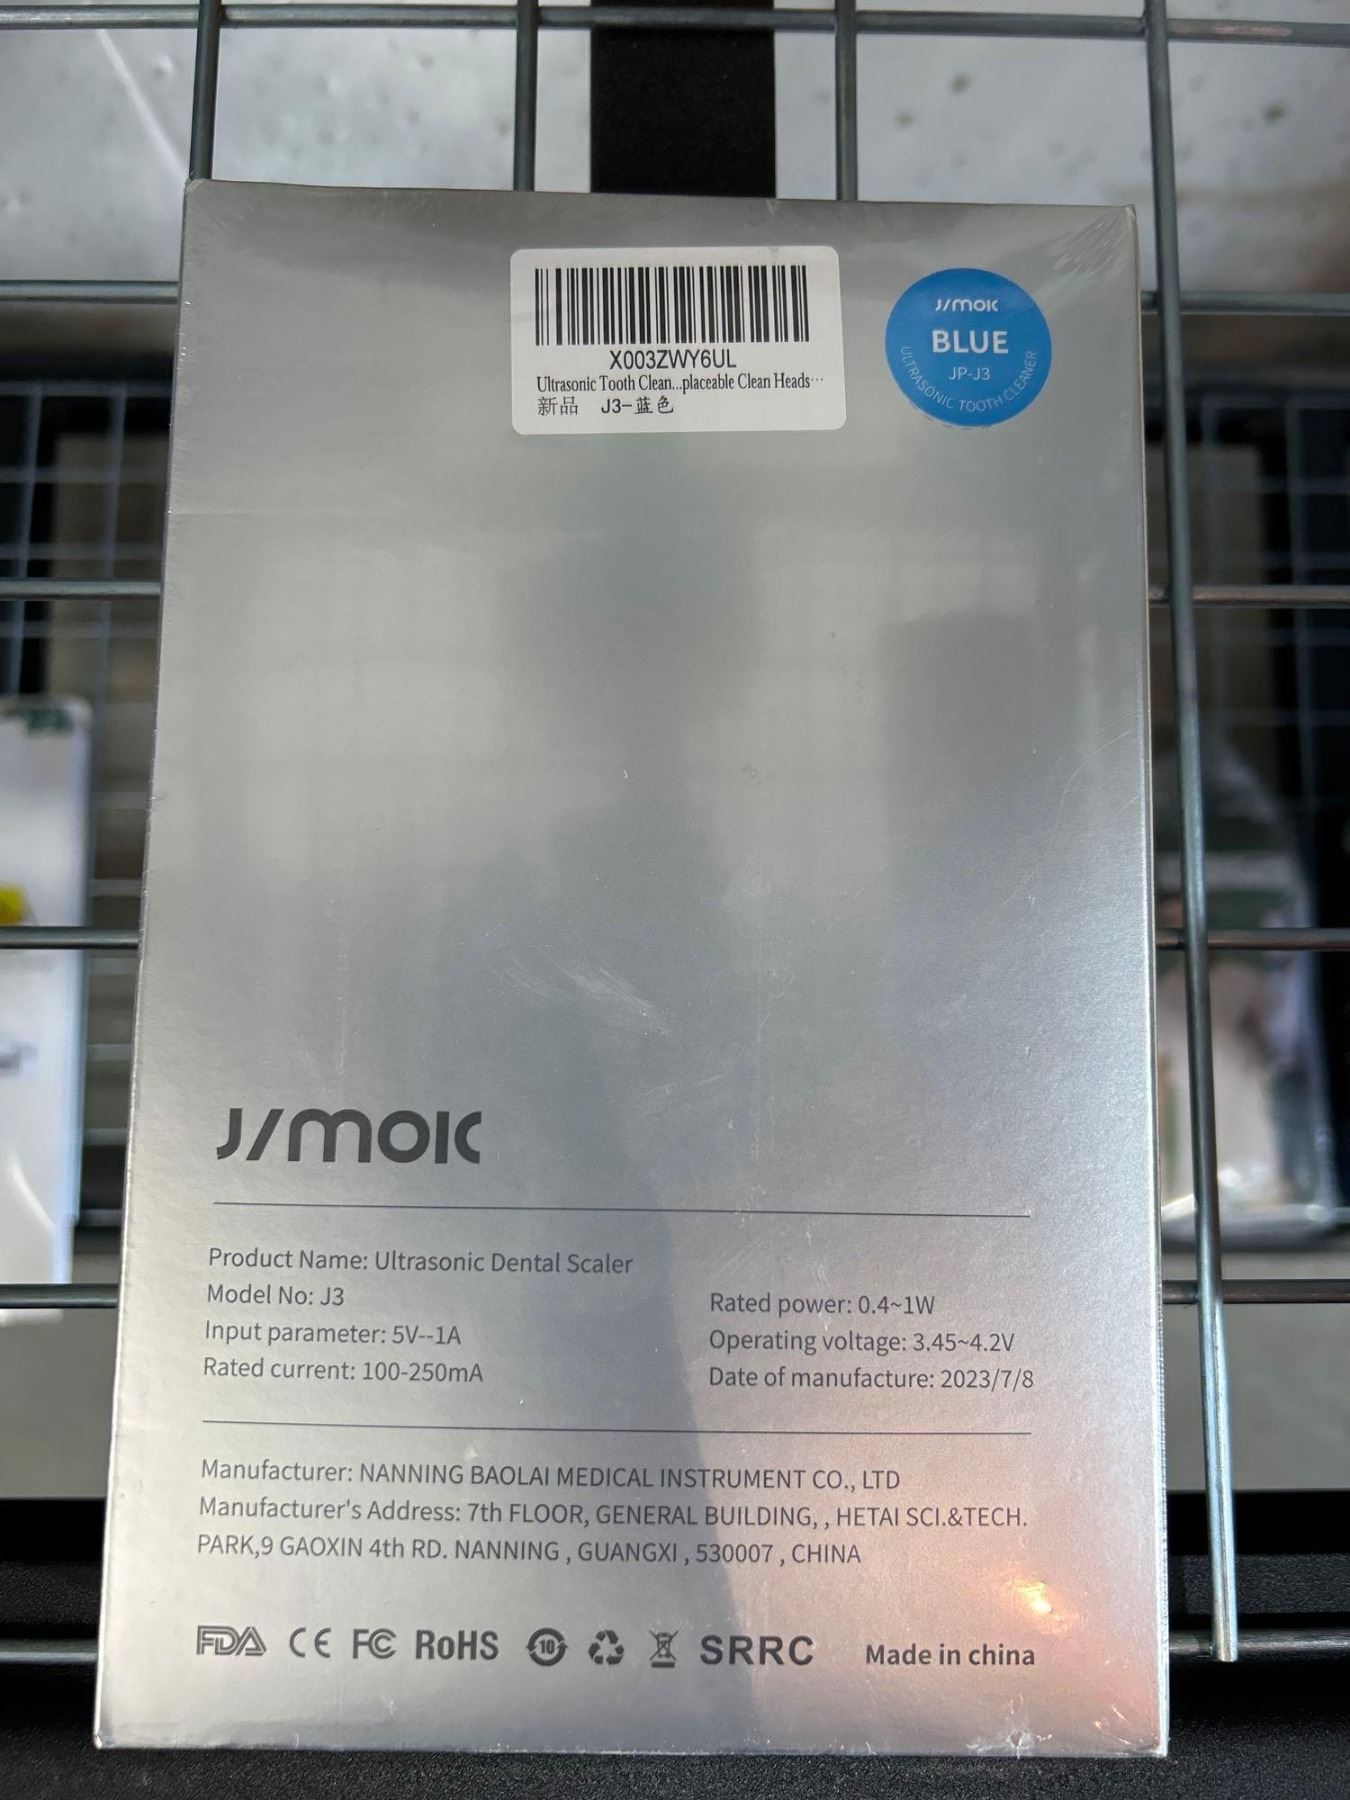 X003ZWY6UL
Ultrasonic Tooth Clean...placeable Clean Heads...
新品 J3-蓝色
J/MOIC
BLUE
JP-J3
ULTRASONIC TOOTH CLEANER
J/MOIC
Product Name: Ultrasonic Dental Scaler
Model No: J3
Input parameter: 5V--1A
Rated current: 100-250mA
Rated power: 0.4~1W
Operating voltage: 3.45~4.2V
Date of manufacture: 2023/7/8
Manufacturer: NANNING BAOLAI MEDICAL INSTRUMENT CO., LTD
Manufacturer's Address: 7th FLOOR, GENERAL BUILDING, , HETAI SCI.&TECH.
PARK,9 GAOXIN 4th RD. NANNING , GUANGXI , 530007 , CHINA
FDA CE FC RoHS 10 SRRC Made in china